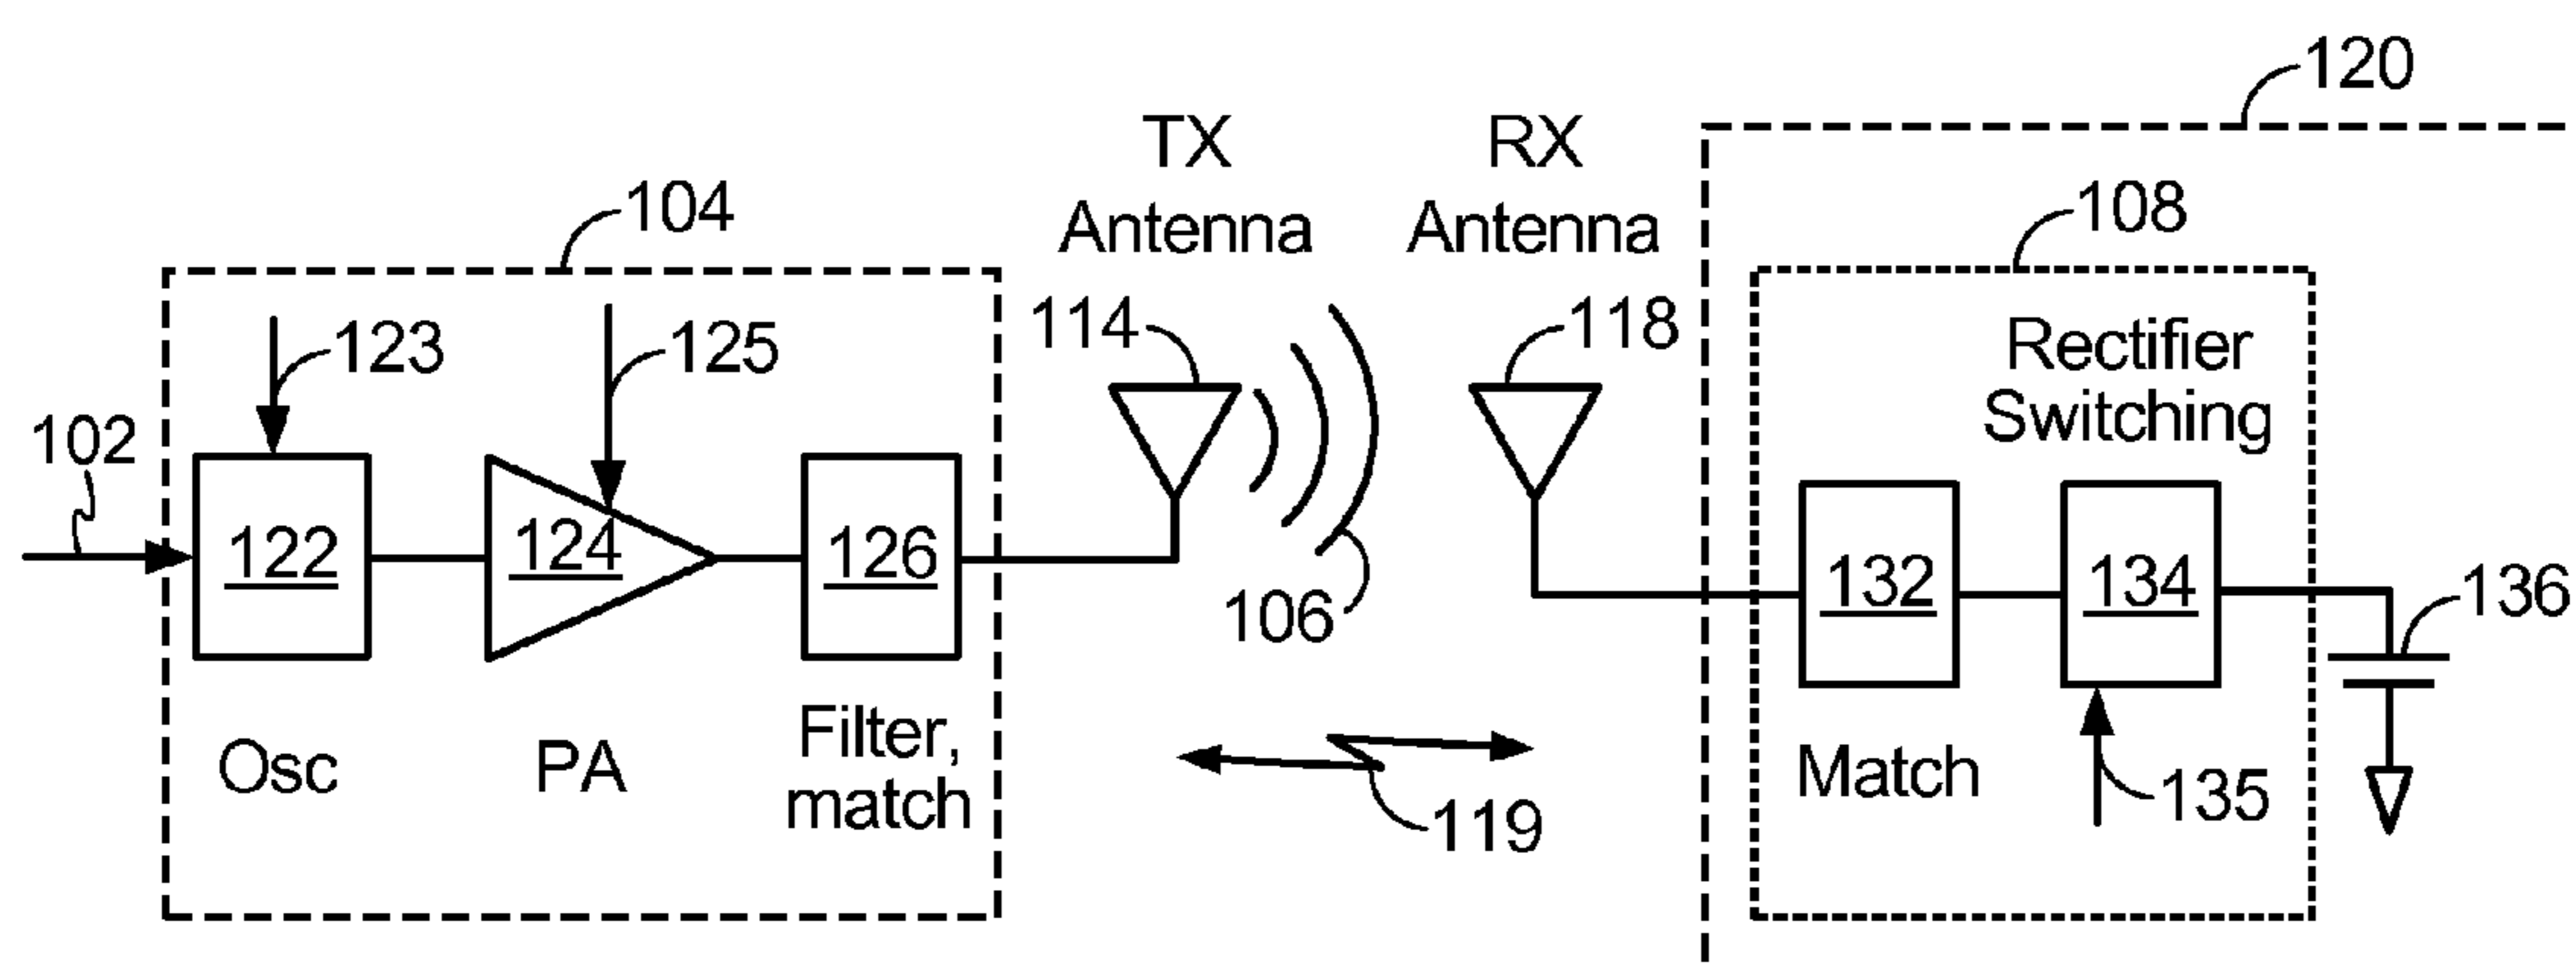 120
TX
Antenna
RX
Antenna
104
108
123
125
114
118
Rectifier
Switching
102
122
124
126
106
132
134
136
Osc
PA
Filter,
match
119
Match
135